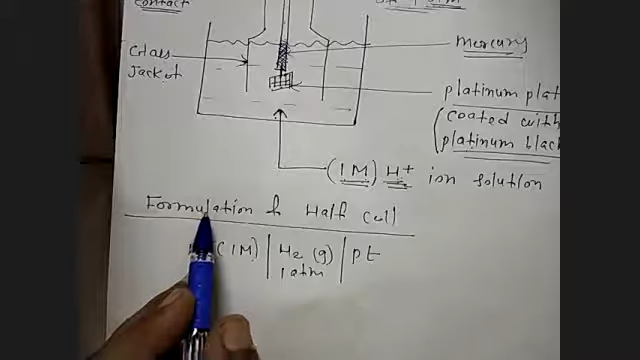 contact
Glass
Jacket
mercury
platinum plat
(coated with
platinum black
(1M) H+ ion solution
Formulation of Half Cell
(1M) | H2 (g) | pt
1 atm